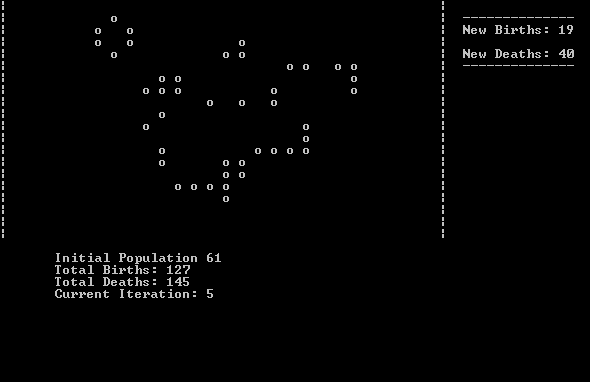 New Births: 19
New Deaths: 40
Initial Population 61
Total Births: 127
Total Deaths: 145
Current Iteration: 5